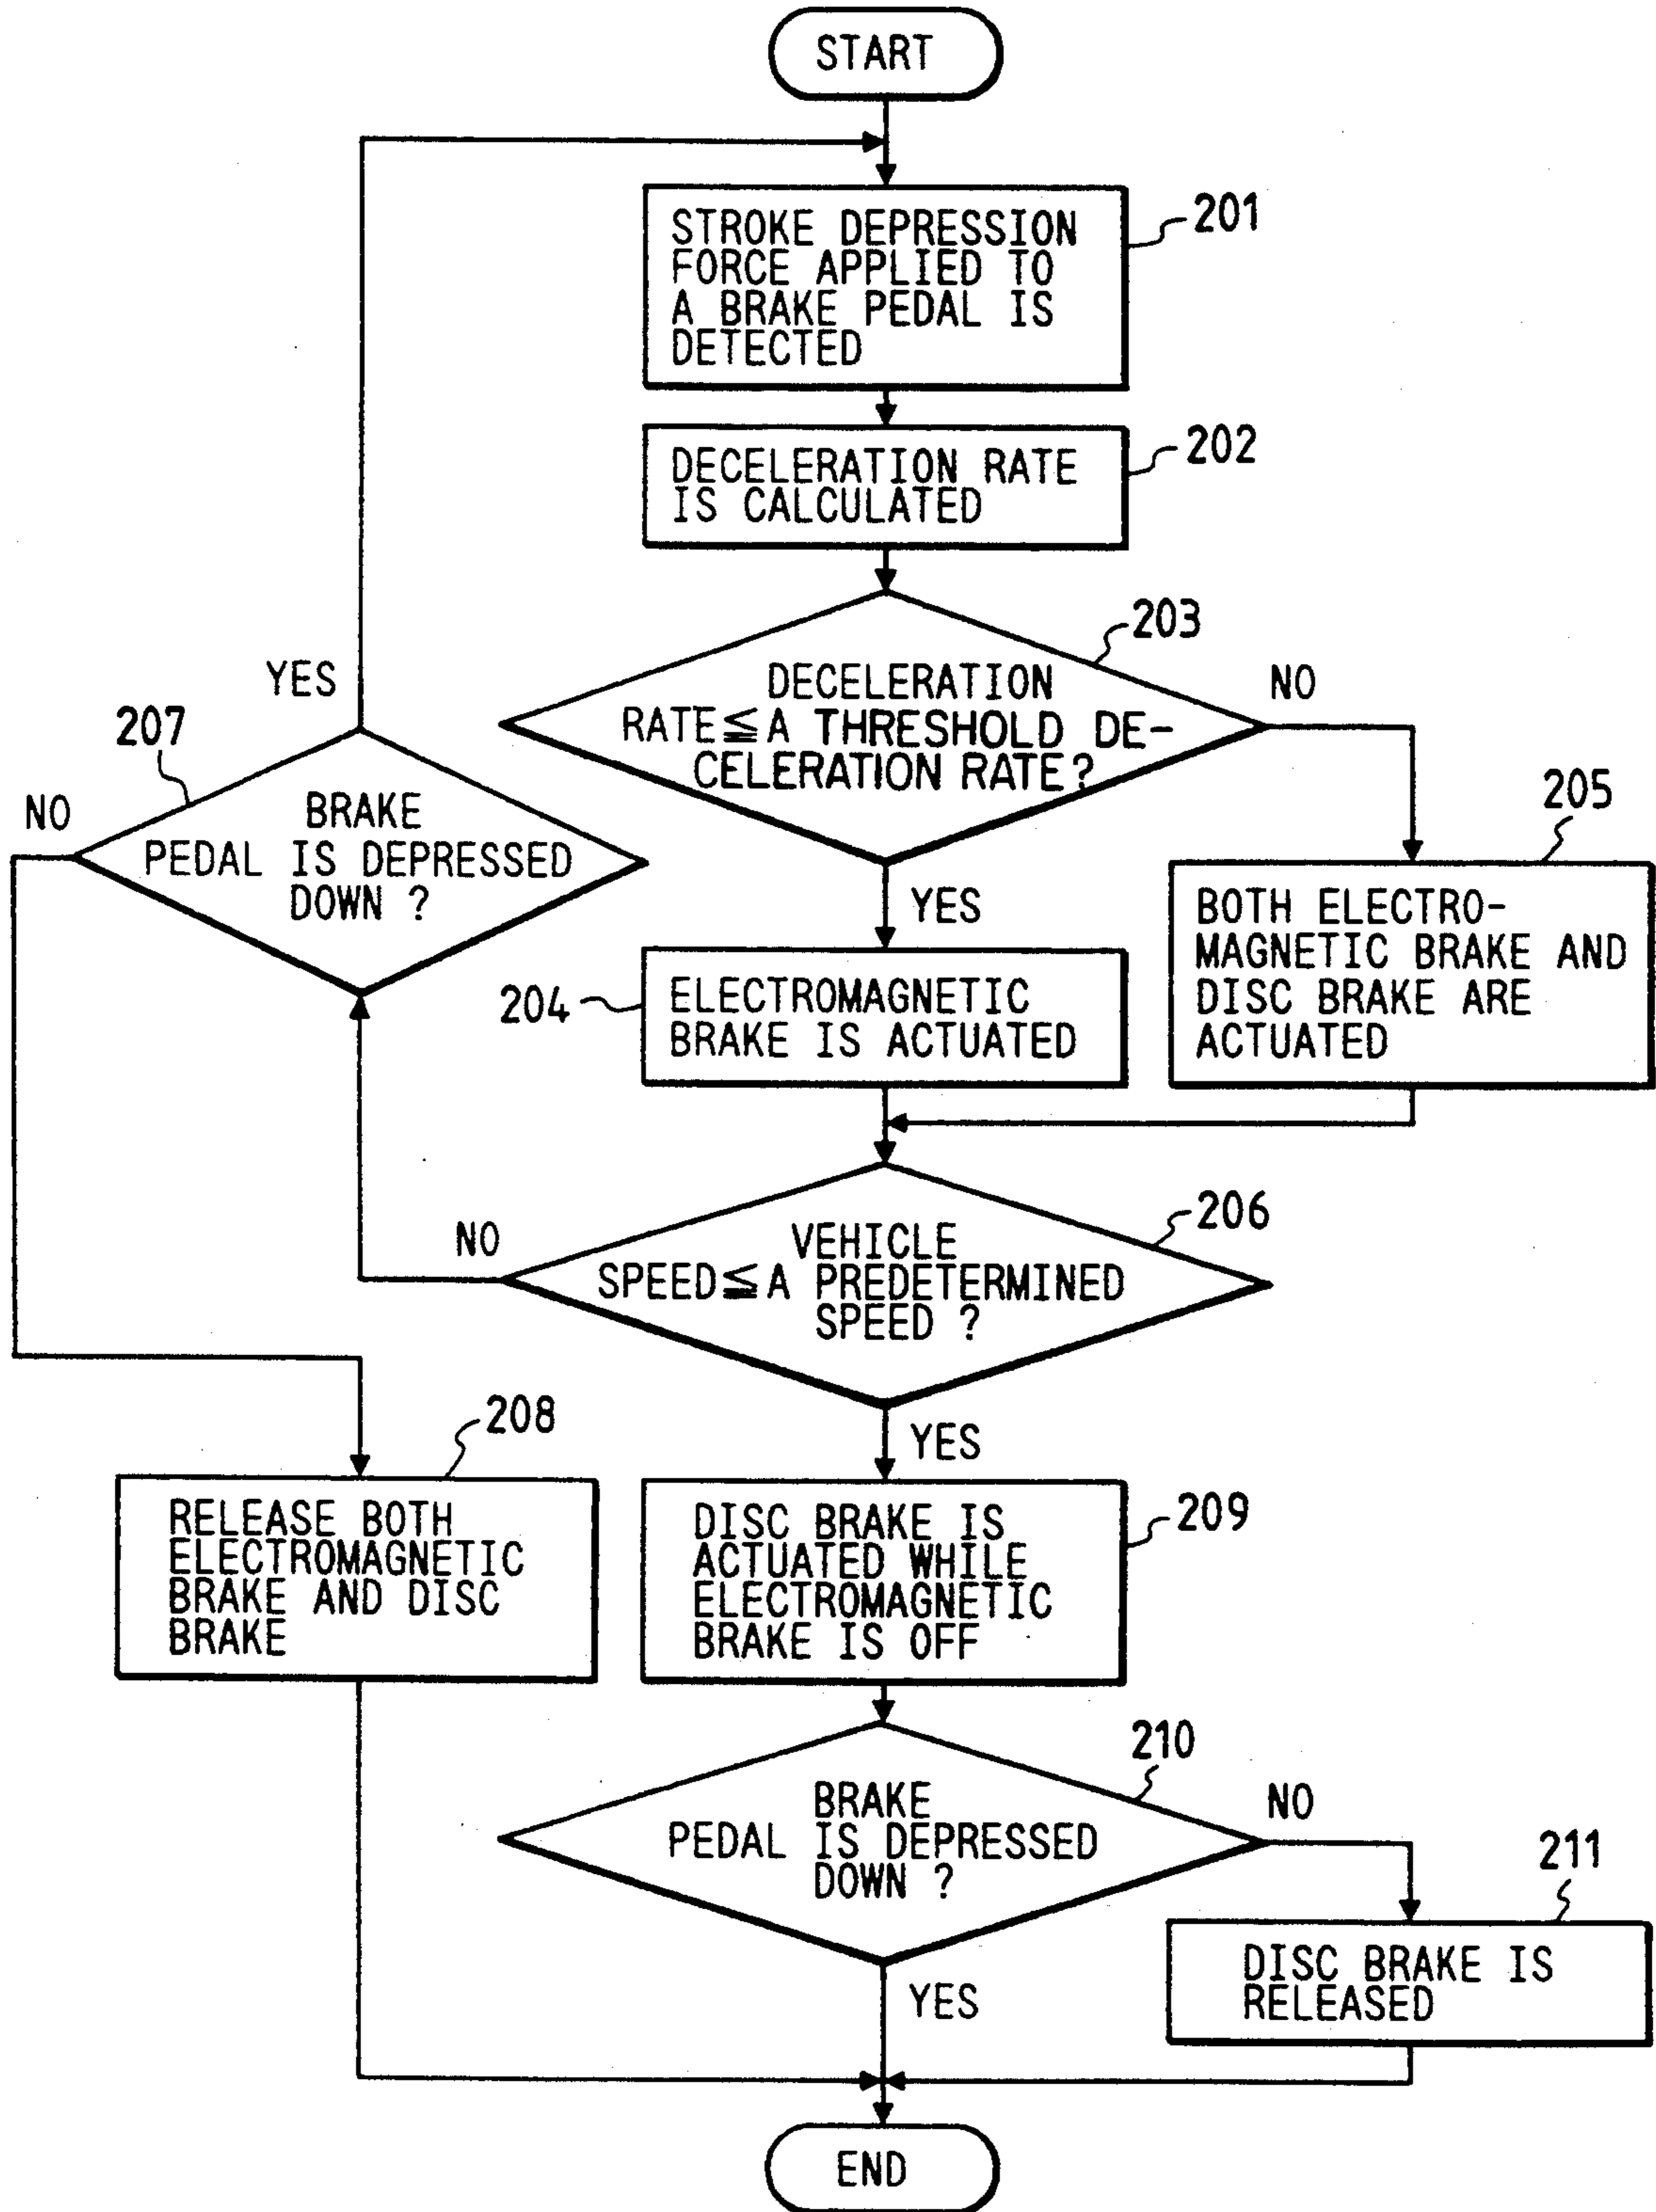 START
201
STROKE DEPRESSION
FORCE APPLIED TO
A BRAKE PEDAL IS
DETECTED
202
DECELERATION RATE
IS CALCULATED
203
DECELERATION
RATE≦A THRESHOLD DE-
CELERATION RATE?
NO
YES
YES
207
BRAKE
PEDAL IS DEPRESSED
DOWN ?
NO
204
ELECTROMAGNETIC
BRAKE IS ACTUATED
205
BOTH ELECTRO-
MAGNETIC BRAKE AND
DISC BRAKE ARE
ACTUATED
206
VEHICLE
SPEED≦A PREDETERMINED
SPEED ?
NO
YES
208
RELEASE BOTH
ELECTROMAGNETIC
BRAKE AND DISC
BRAKE
209
DISC BRAKE IS
ACTUATED WHILE
ELECTROMAGNETIC
BRAKE IS OFF
210
BRAKE
PEDAL IS DEPRESSED
DOWN ?
NO
YES
211
DISC BRAKE IS
RELEASED
END